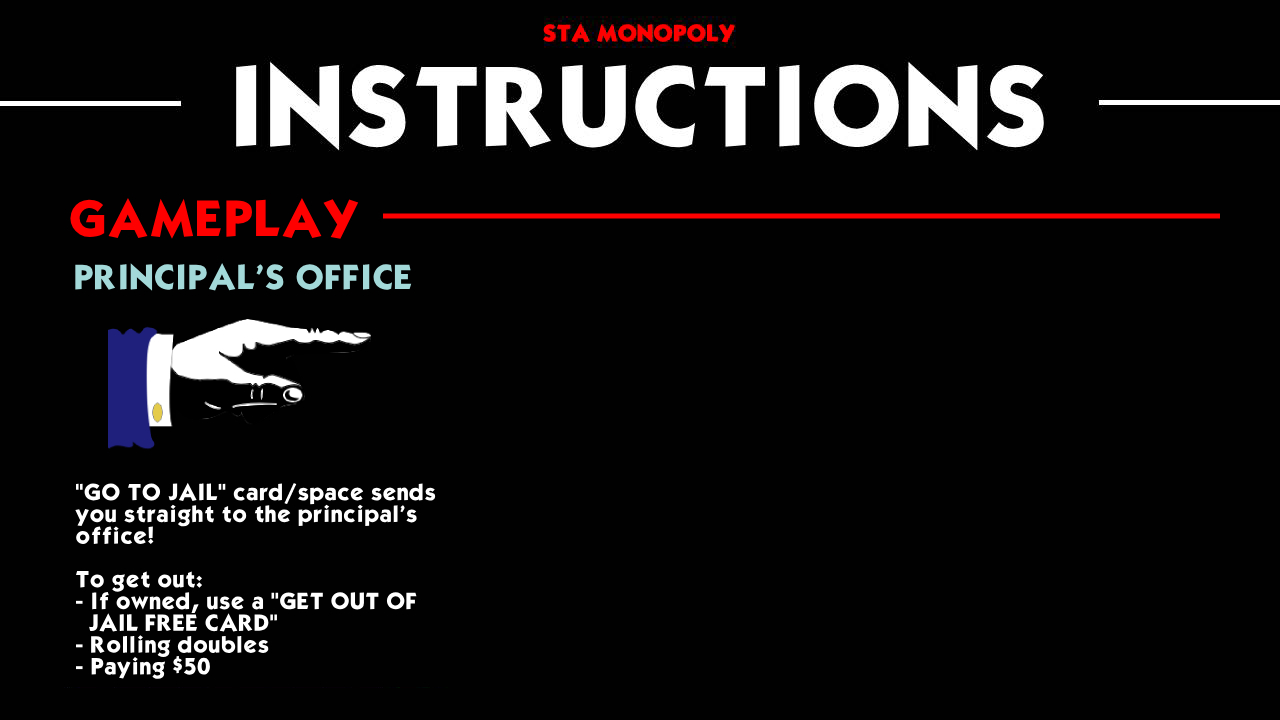 STA MONOPOLY
INSTRUCTIONS
GAMEPLAY
PRINCIPAL'S OFFICE
"GO TO JAIL" card/space sends
you straight to the principal's
office!
To get out:
- If owned, use a "GET OUT OF
JAIL FREE CARD"
- Rolling doubles
- Paying $50